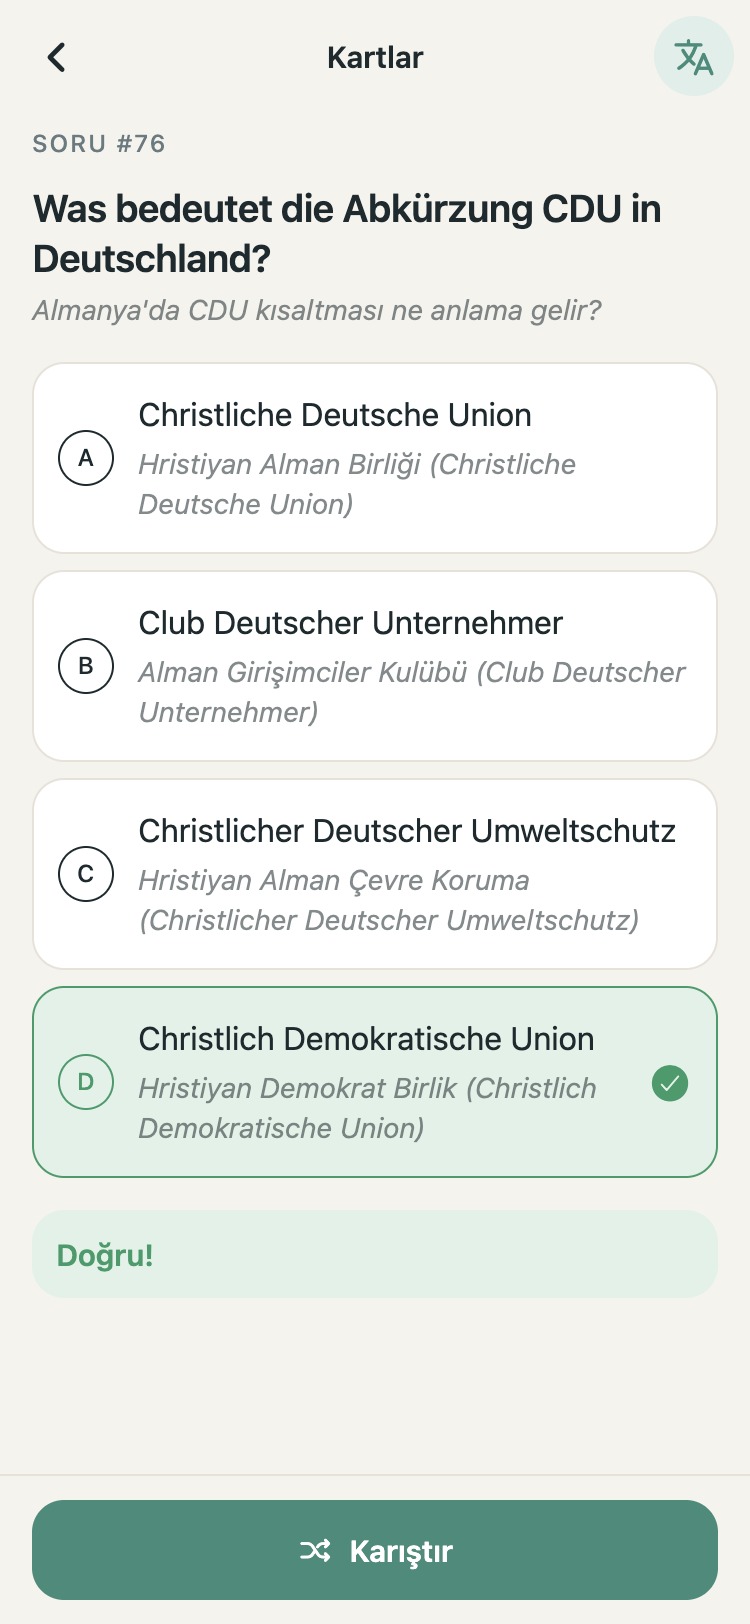 Kartlar
SORU #76
Was bedeutet die Abkürzung CDU in
Deutschland?
Almanya'da CDU kısaltması ne anlama gelir?
A
Christliche Deutsche Union
Hristiyan Alman Birliği (Christliche
Deutsche Union)
B
Club Deutscher Unternehmer
Alman Girişimciler Kulübü (Club Deutscher
Unternehmer)
C
Christlicher Deutscher Umweltschutz
Hristiyan Alman Çevre Koruma
(Christlicher Deutscher Umweltschutz)
D
Christlich Demokratische Union
Hristiyan Demokrat Birlik (Christlich
Demokratische Union)
Doğru!
Karıştır